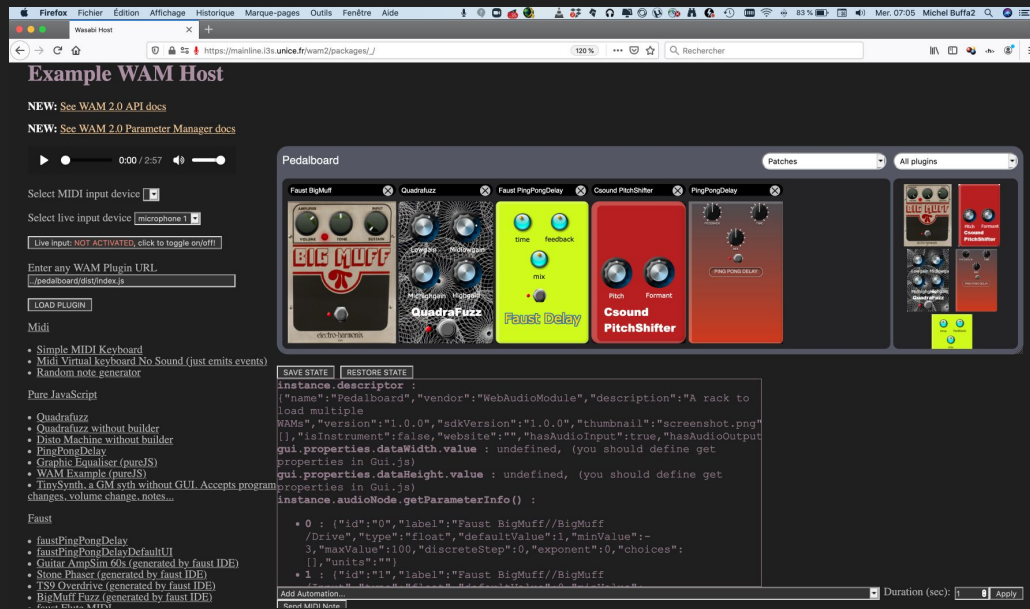 Firefox Fichier Édition Affichage Historique Marque-pages Outils Fenêtre Aide
83 % Mer. 07:05 Michel Buffa2
Wasabi Host
https://mainline.i3s.unice.fr/wam2/packages/_/
120 %
Rechercher
Example WAM Host
NEW: See WAM 2.0 API docs
NEW: See WAM 2.0 Parameter Manager docs
0:00 / 2:57
Select MIDI input device
Select live input device microphone 1
Live input: NOT ACTIVATED, click to toggle on/off!
Enter any WAM Plugin URL
../pedalboard/dist/index.js
LOAD PLUGIN
Midi
• Simple MIDI Keyboard
• Midi Virtual keyboard No Sound (just emits events)
• Random note generator
Pure JavaScript
• Quadrafuzz
• Quadrafuzz without builder
• Disto Machine without builder
• PingPongDelay
• Graphic Equaliser (pureJS)
• WAM Example (pureJS)
• TinySynth, a GM syth without GUI. Accepts program
changes, volume change, notes...
Faust
• faustPingPongDelay
• faustPingPongDelayDefaultUI
• Guitar AmpSim 60s (generated by faust IDE)
• Stone Phaser (generated by faust IDE)
• TS9 Overdrive (generated by faust IDE)
• BigMuff Fuzz (generated by faust IDE)
• faust Flute MIDI
Pedalboard
Patches
All plugins
Faust BigMuff
VOLUME TONE SUSTAIN
BIG MUFF
π
electro-harmonix
Quadrafuzz
Lowgain Midlowgain
Midhighgain Highgain
QuadraFuzz
Faust PingPongDelay
time feedback
mix
Faust Delay
Csound PitchShifter
Pitch Formant
Csound
PitchShifter
PingPongDelay
PING PONG DELAY
BIG MUFF
Pitch Formant
Csound
PitchShifter
QuadraFuzz
SAVE STATE
RESTORE STATE
instance.descriptor :
{"name":"Pedalboard","vendor":"WebAudioModule","description":"A rack to
load multiple
WAMs","version":"1.0.0","sdkVersion":"1.0.0","thumbnail":"screenshot.png"
[],"isInstrument":false,"website":"","hasAudioInput":true,"hasAudioOutput
gui.properties.dataWidth.value : undefined, (you should define get
properties in Gui.js)
gui.properties.dataHeight.value : undefined, (you should define get
properties in Gui.js)
instance.audioNode.getParameterInfo() :
• 0 : {"id":"0","label":"Faust BigMuff//BigMuff
/Drive","type":"float","defaultValue":1,"minValue":-
3,"maxValue":100,"discreteStep":0,"exponent":0,"choices":
[],"units":""}
• 1 : {"id":"1","label":"Faust BigMuff//BigMuff
Add Automation...
Duration (sec): 1 Apply
Send MIDI Note